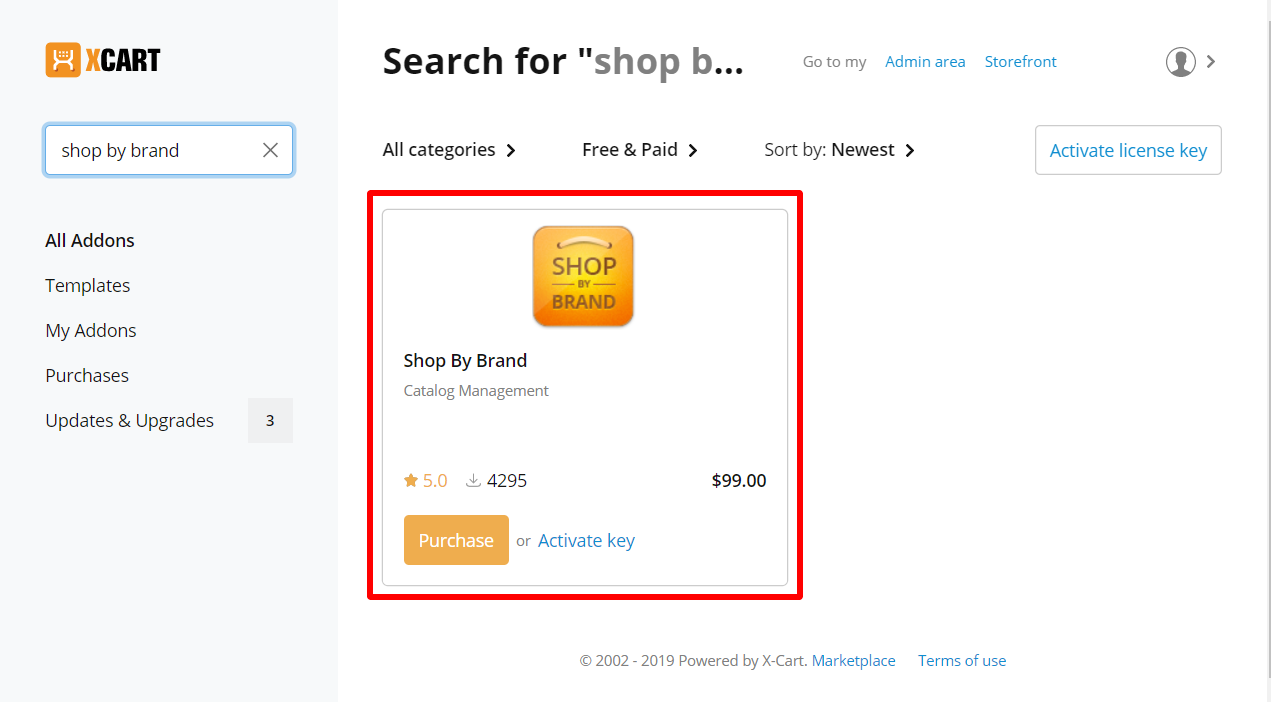 XCART
Search for "shop b...
Go to my Admin area Storefront
shop by brand
All categories Free & Paid Sort by: Newest Activate license key
All Addons
Templates
My Addons
Purchases
Updates & Upgrades 3
SHOP
BY
BRAND
Shop By Brand
Catalog Management
5.0 4295 $99.00
Purchase or Activate key
© 2002 - 2019 Powered by X-Cart. Marketplace Terms of use